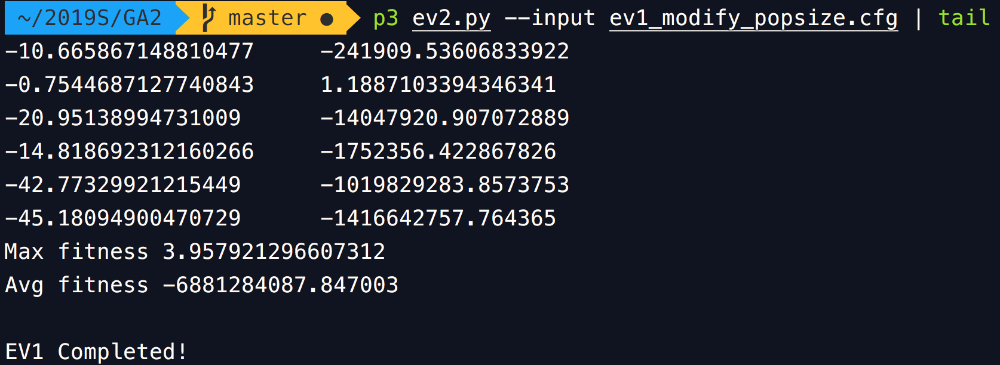 ~/2019S/GA2 master ● p3 ev2.py --input ev1_modify_popsize.cfg | tail
-10.665867148810477 -241909.53606833922
-0.7544687127740843 1.1887103394346341
-20.95138994731009 -14047920.907072889
-14.818692312160266 -1752356.422867826
-42.77329921215449 -1019829283.8573753
-45.18094900470729 -1416642757.764365
Max fitness 3.957921296607312
Avg fitness -6881284087.847003
EV1 Completed!